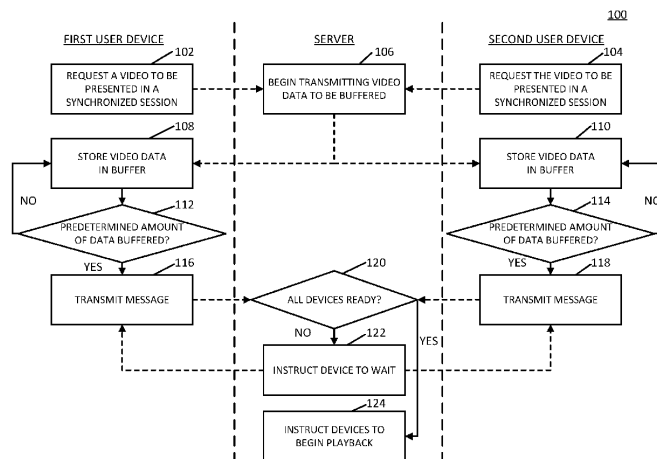 100
FIRST USER DEVICE
SERVER
SECOND USER DEVICE
102
106
104
REQUEST A VIDEO TO BE
PRESENTED IN A
SYNCHRONIZED SESSION
BEGIN TRANSMITTING VIDEO
DATA TO BE BUFFERED
REQUEST THE VIDEO TO BE
PRESENTED IN A
SYNCHRONIZED SESSION
108
110
STORE VIDEO DATA
IN BUFFER
STORE VIDEO DATA
IN BUFFER
NO
NO
112
114
PREDETERMINED AMOUNT
OF DATA BUFFERED?
PREDETERMINED AMOUNT
OF DATA BUFFERED?
YES
YES
116
120
118
TRANSMIT MESSAGE
ALL DEVICES READY?
TRANSMIT MESSAGE
NO
YES
122
INSTRUCT DEVICE TO WAIT
124
INSTRUCT DEVICES TO
BEGIN PLAYBACK